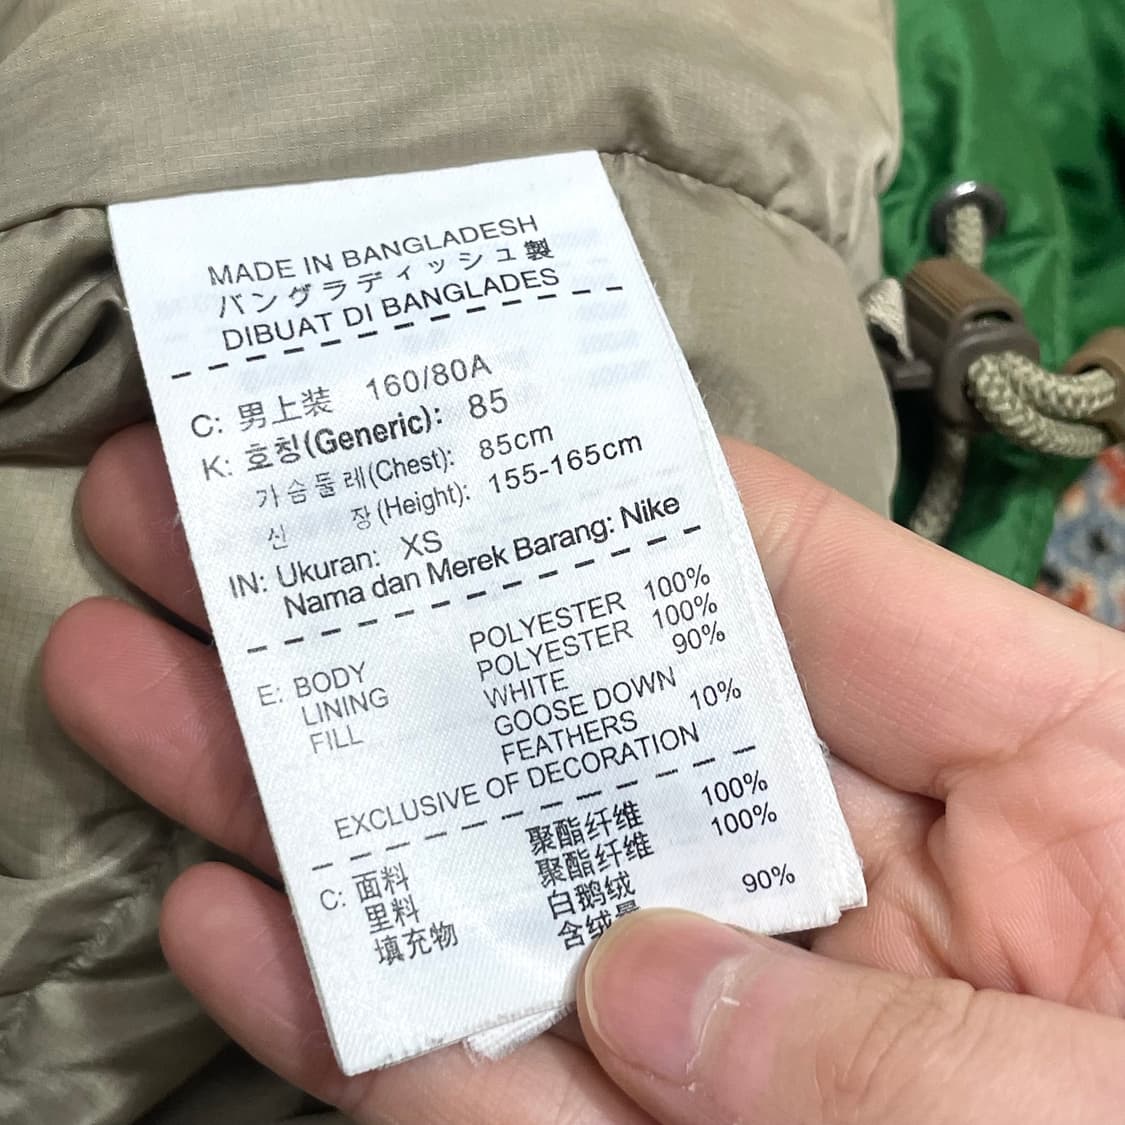 MADE IN BANGLADESH
バングラディッシュ製
DIBUAT DI BANGLADES
C: 男上装 160/80A
K: 호칭(Generic): 85
가슴둘레(Chest): 85cm
신 장(Height): 155-165cm
IN: Ukuran: XS
Nama dan Merek Barang: Nike
E: BODY POLYESTER 100%
LINING POLYESTER 100%
FILL WHITE 90%
GOOSE DOWN
FEATHERS 10%
EXCLUSIVE OF DECORATION
C: 面料 聚酯纤维 100%
里料 聚酯纤维 100%
填充物 白鹅绒
含绒量 90%